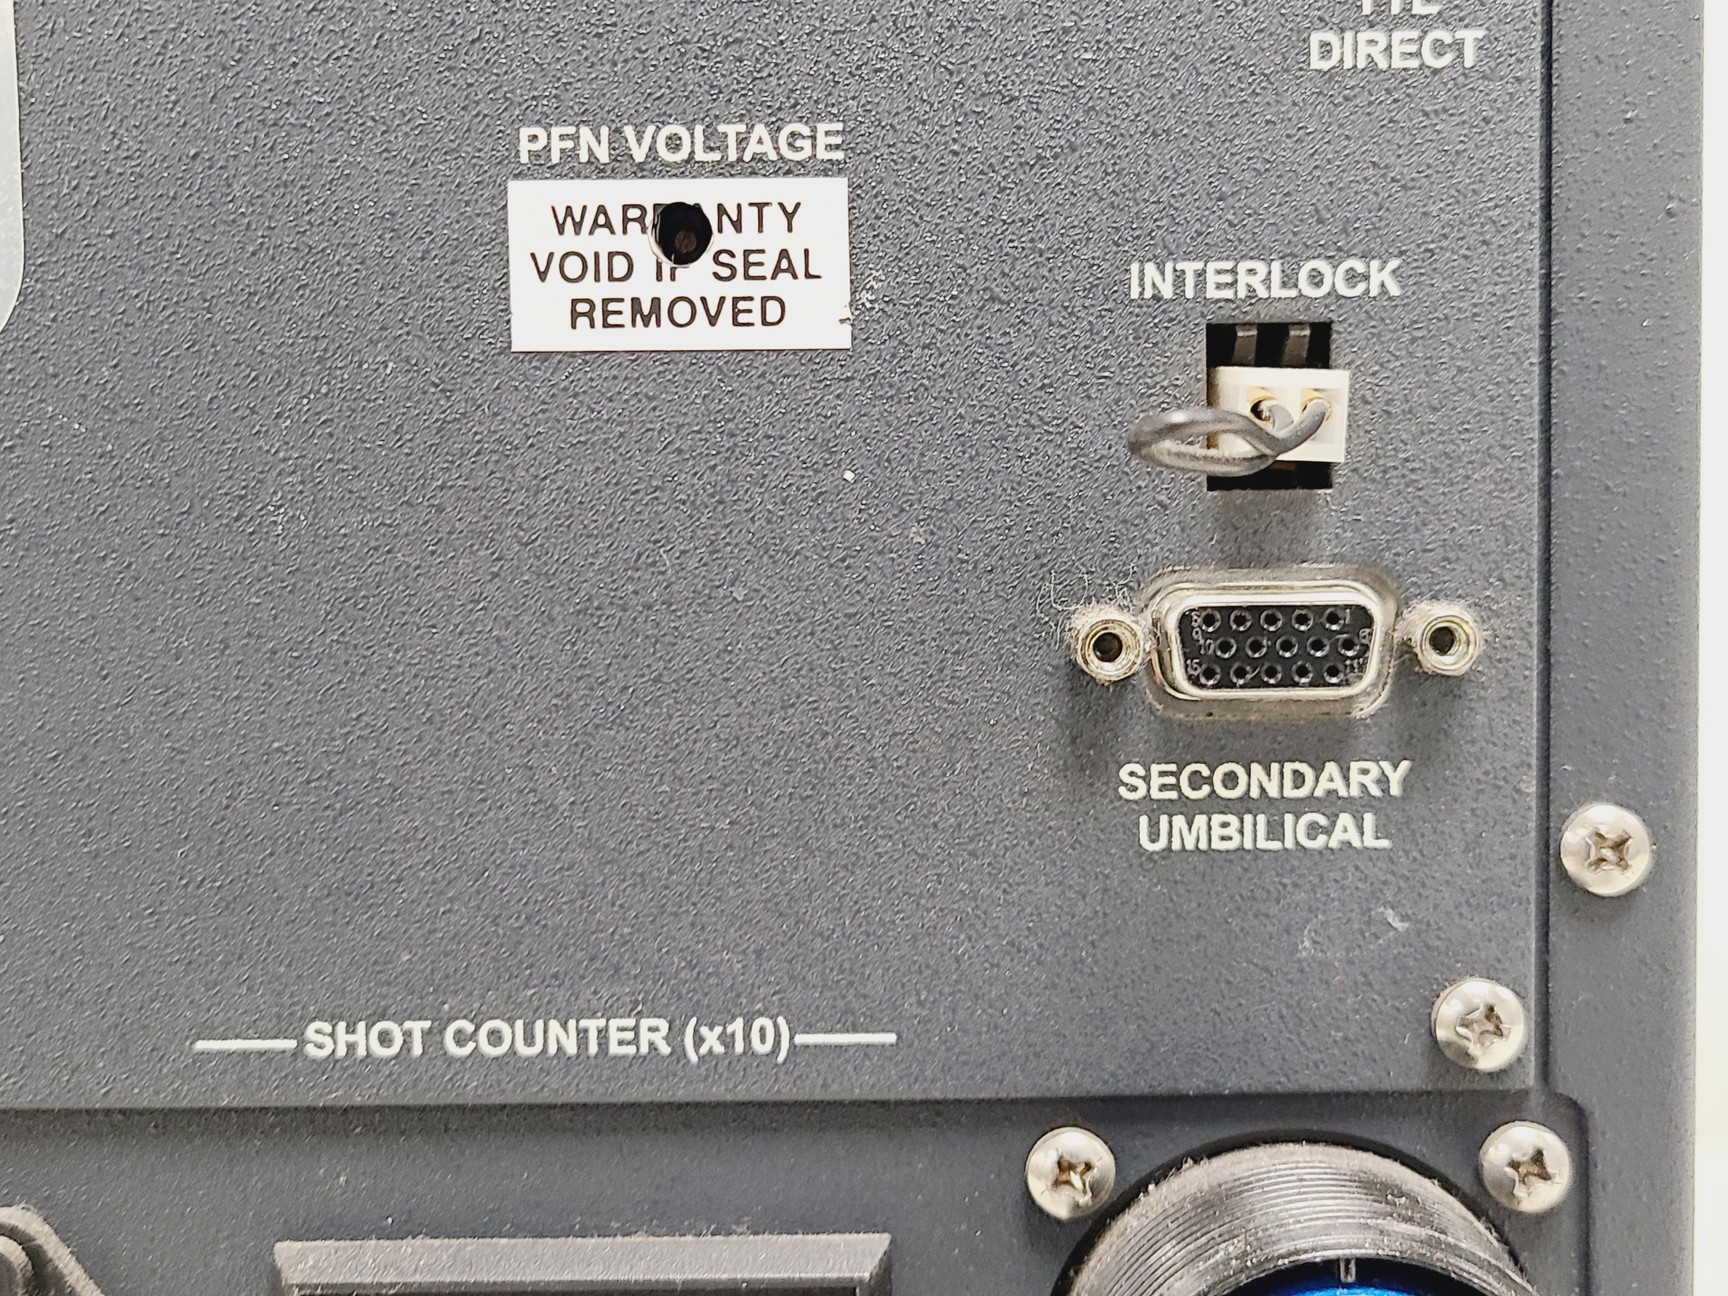 DIRECT
PFN VOLTAGE
WARRANTY
VOID IF SEAL
REMOVED
INTERLOCK
SECONDARY
UMBILICAL
SHOT COUNTER (x10)